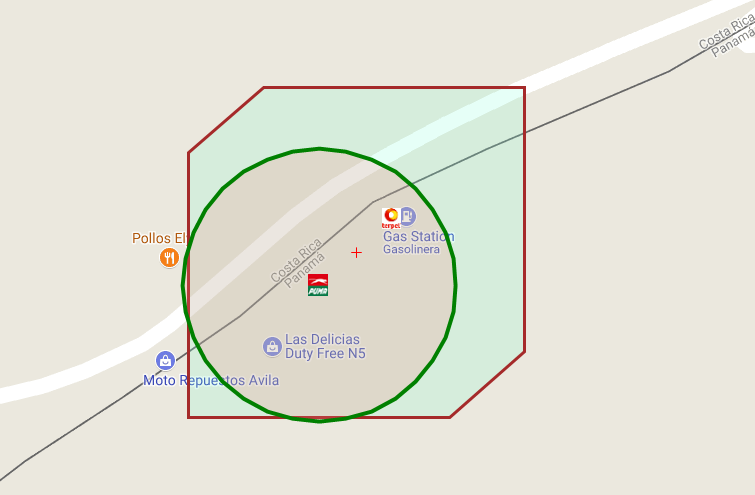 Costa Rica
Panamá
Pollos El
terpel
Gas Station
Gasolinera
Costa Rica
Panamá
PUMA
Las Delicias
Duty Free N5
Moto Repuestos Avila